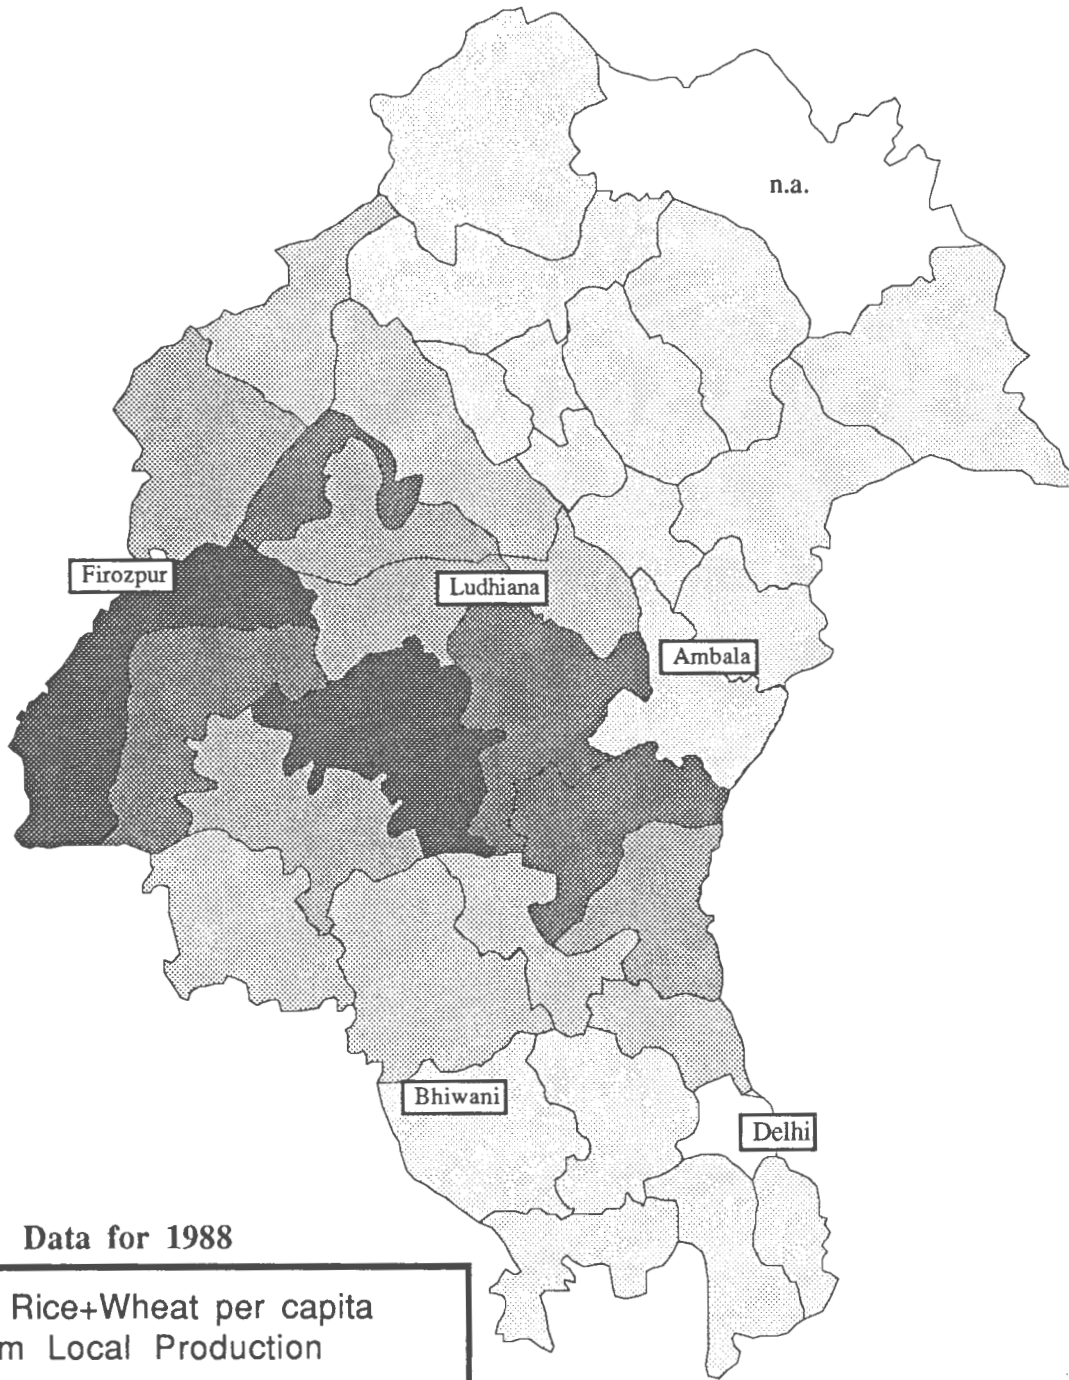 n.a.
Firozpur
Ludhiana
Ambala
Bhiwani
Delhi
Data for 1988
Rice+Wheat per capita
m Local Production